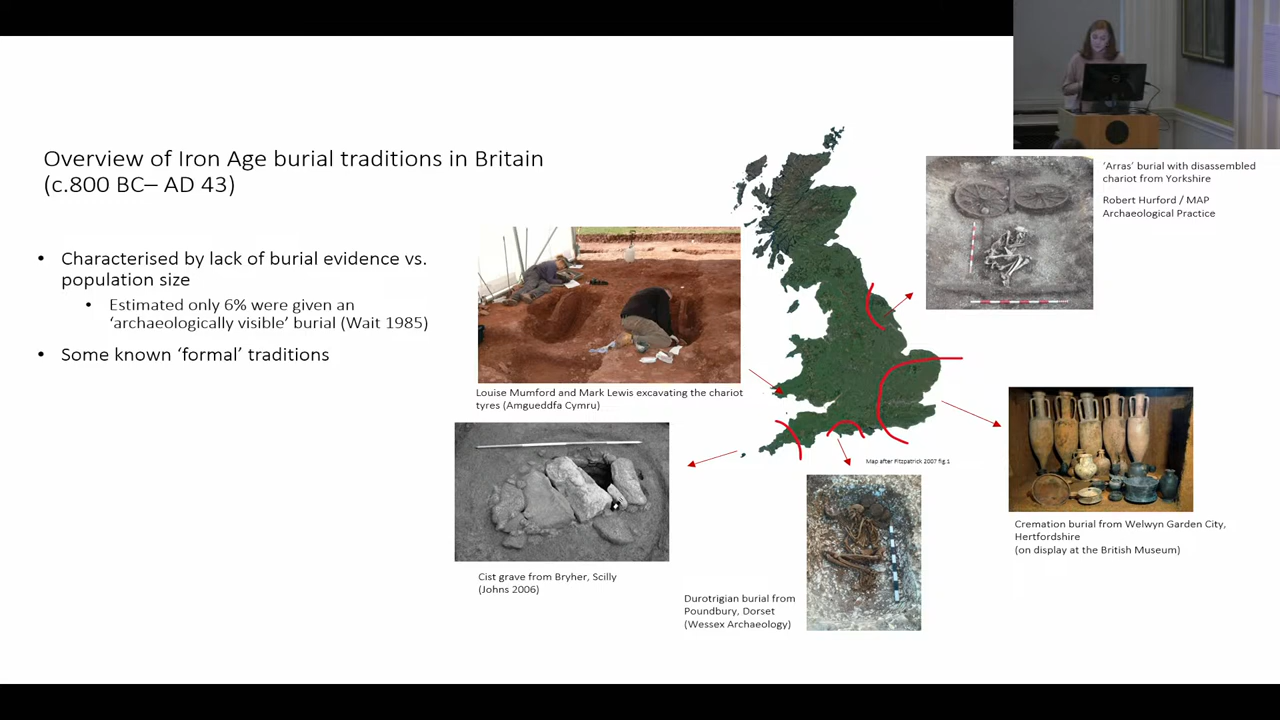 Overview of Iron Age burial traditions in Britain
(c.800 BC– AD 43)
• Characterised by lack of burial evidence vs.
population size
• Estimated only 6% were given an
‘archaeologically visible’ burial (Wait 1985)
• Some known ‘formal’ traditions
Louise Mumford and Mark Lewis excavating the chariot
tyres (Amgueddfa Cymru)
Cist grave from Bryher, Scilly
(Johns 2006)
Durotrigian burial from
Poundbury, Dorset
(Wessex Archaeology)
Map after Fitzpatrick 2007 fig.1
‘Arras’ burial with disassembled
chariot from Yorkshire
Robert Hurford / MAP
Archaeological Practice
Cremation burial from Welwyn Garden City,
Hertfordshire
(on display at the British Museum)